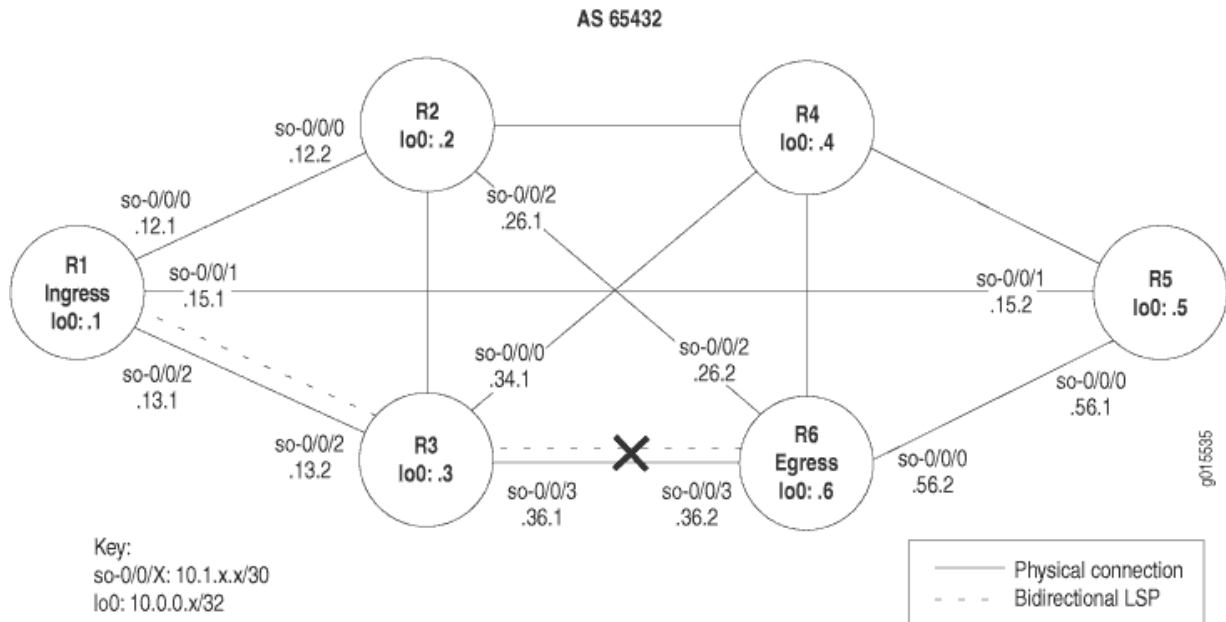 AS 65432
R2
lo0: .2
R4
lo0: .4
so-0/0/0
.12.2
so-0/0/2
.26.1
so-0/0/0
.12.1
R1
Ingress
lo0: .1
so-0/0/1
.15.1
so-0/0/1
.15.2
R5
lo0: .5
so-0/0/2
.13.1
so-0/0/0
.34.1
so-0/0/2
.26.2
so-0/0/0
.56.1
so-0/0/2
.13.2
R3
lo0: .3
R6
Egress
lo0: .6
so-0/0/0
.56.2
so-0/0/3
.36.1
so-0/0/3
.36.2
g015535
Key:
so-0/0/X: 10.1.x.x/30
lo0: 10.0.0.x/32
Physical connection
Bidirectional LSP